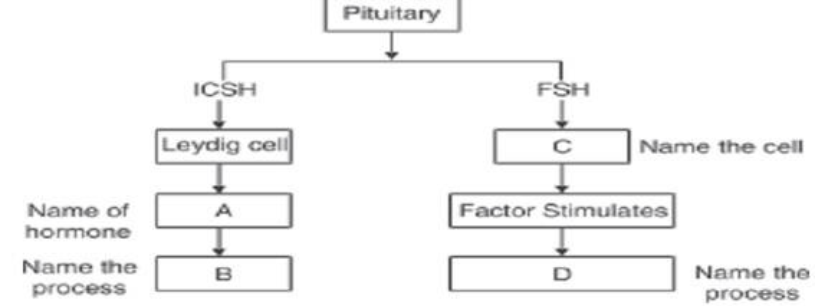 Pituitary
ICSH
FSH
Leydig cell
C
Name the cell
Name of
hormone
A
Factor Stimulates
Name the
process
B
D
Name the
process